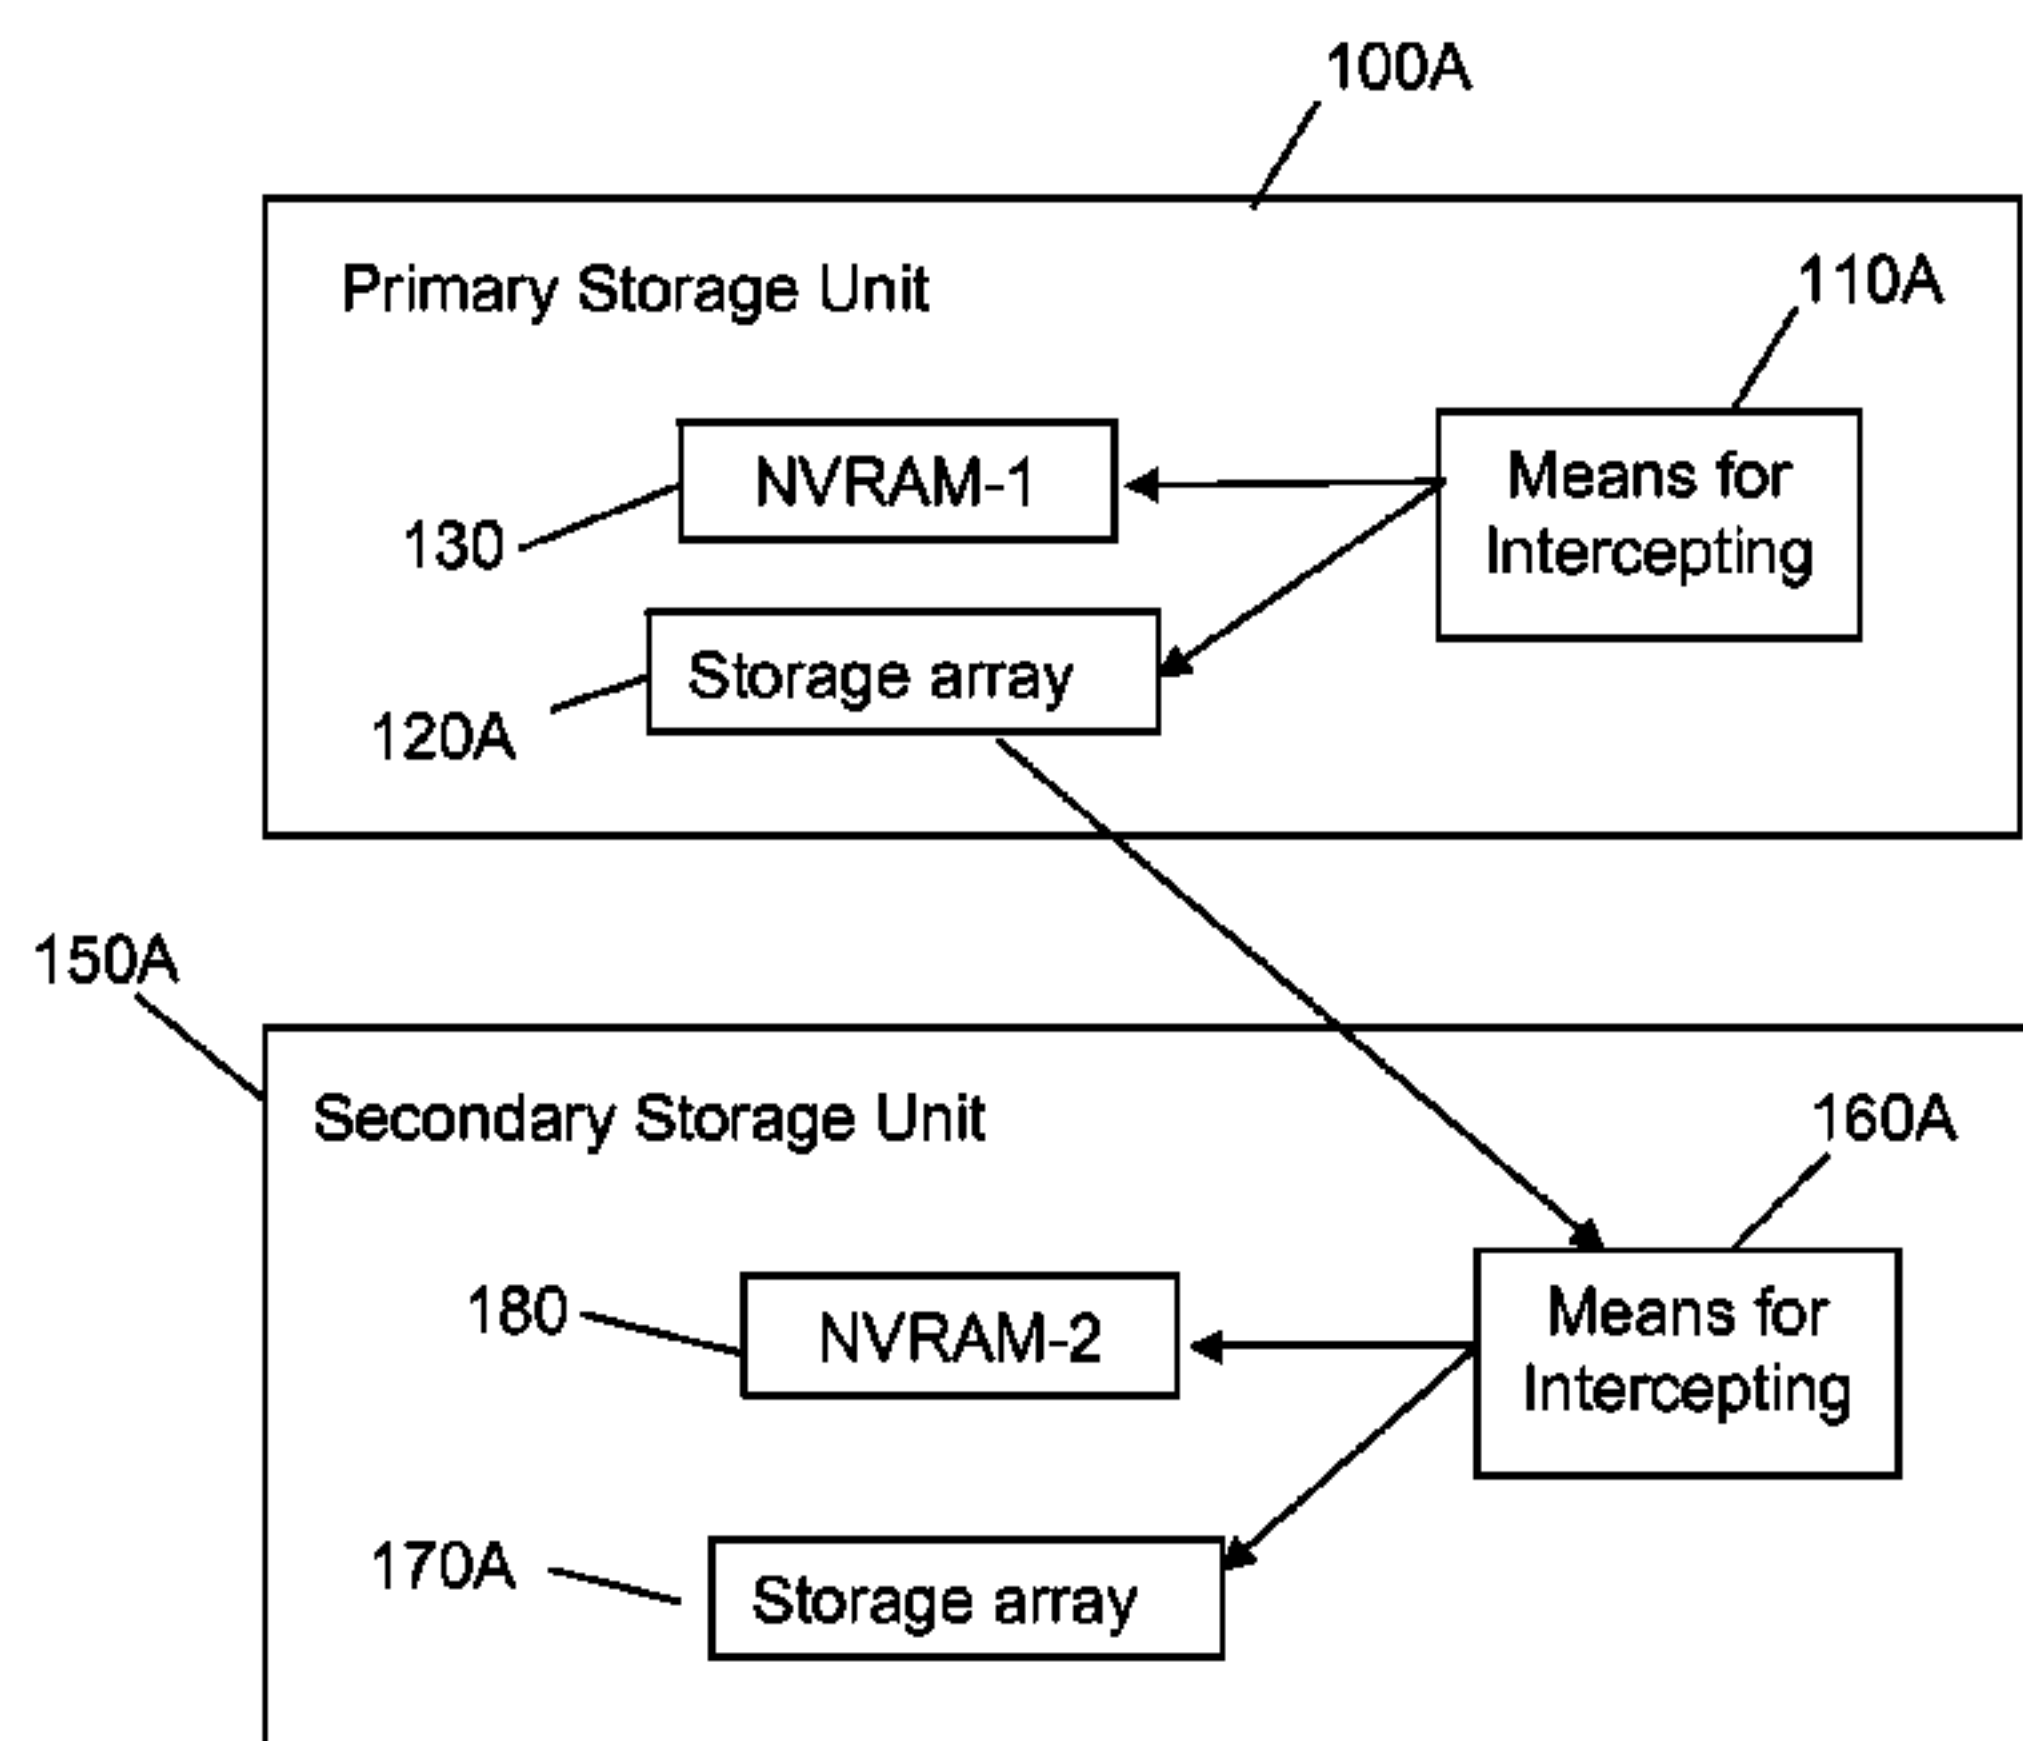 100A
Primary Storage Unit
110A
NVRAM-1
Means for
Intercepting
130
Storage array
120A
150A
Secondary Storage Unit
160A
180
NVRAM-2
Means for
Intercepting
170A
Storage array